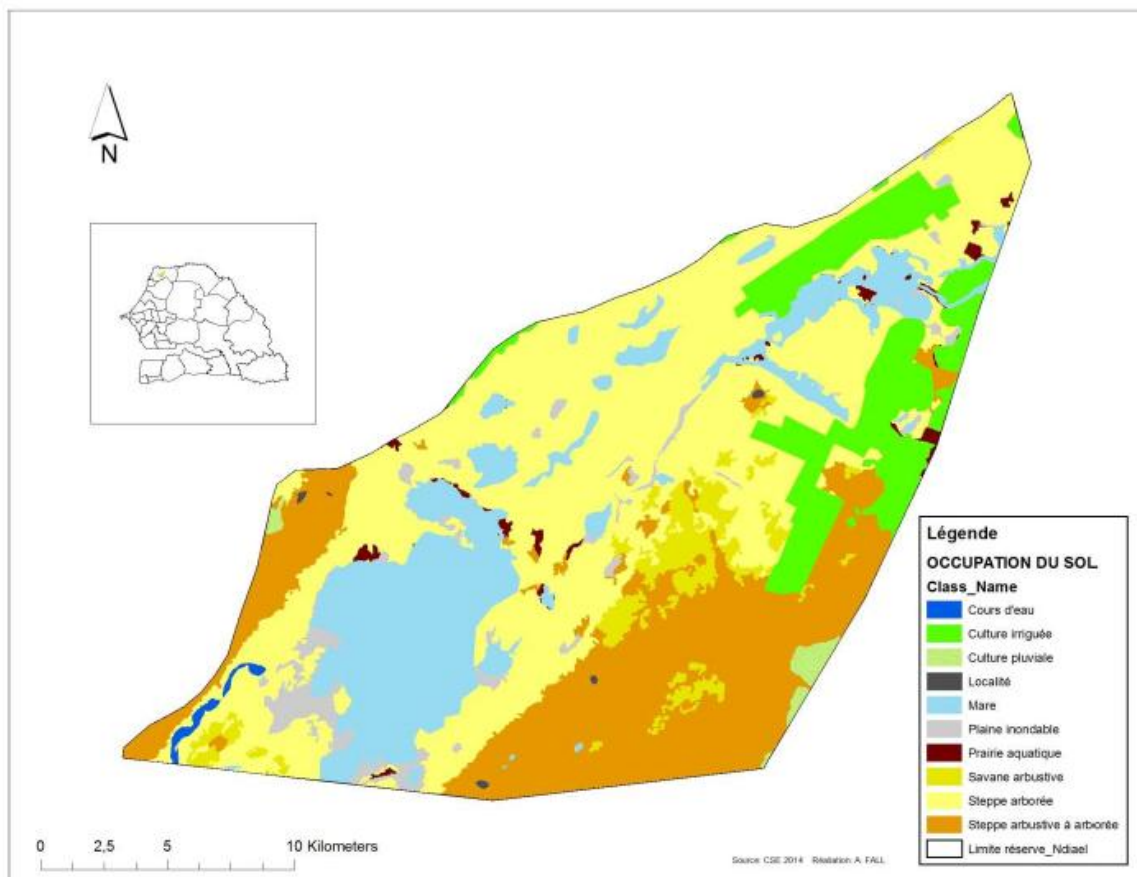 N
Légende
OCCUPATION DU SOL
Class_Name
Cours d'eau
Culture irriguée
Culture pluviale
Localité
Mare
Plaine inondable
Prairie aquatique
Savane arbustive
Steppe arborée
Steppe arbustive à arborée
Limite réserve_Ndiael
0 2,5 5 10 Kilometers
Source: CSE 2014 Réalistion: A. FALL